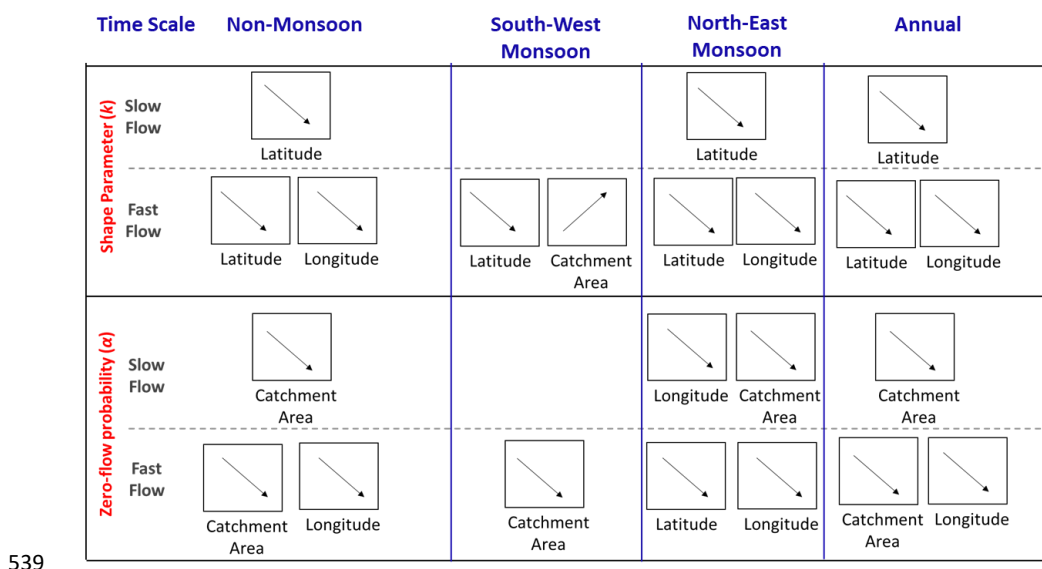 Time Scale
Non-Monsoon
South-West
Monsoon
North-East
Monsoon
Annual
Shape Parameter (k)
Slow
Flow
Latitude
Latitude
Latitude
Fast
Flow
Latitude
Longitude
Latitude
Catchment
Area
Latitude
Longitude
Latitude
Longitude
Zero-flow probability (α)
Slow
Flow
Catchment
Area
Longitude
Catchment
Area
Catchment
Area
Fast
Flow
Catchment
Area
Longitude
Catchment
Area
Latitude
Longitude
Catchment
Area
Longitude
539